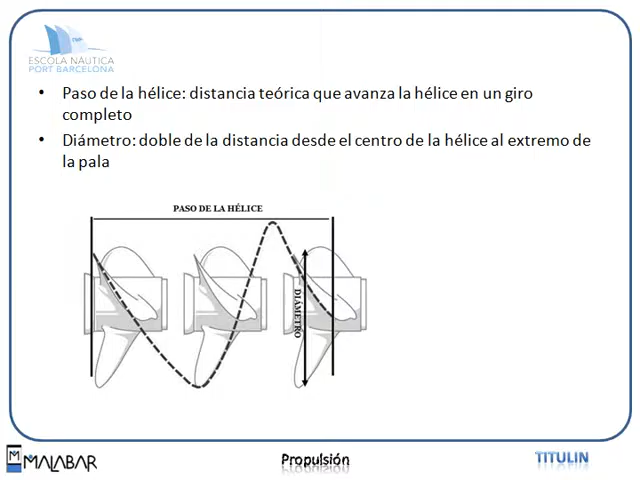 ESCOLA NÁUTICA
PORT BARCELONA
• Paso de la hélice: distancia teórica que avanza la hélice en un giro
completo
• Diámetro: doble de la distancia desde el centro de la hélice al extremo de
la pala
PASO DE LA HÉLICE
DIÁMETRO
MALABAR
Propulsión
TITULIN